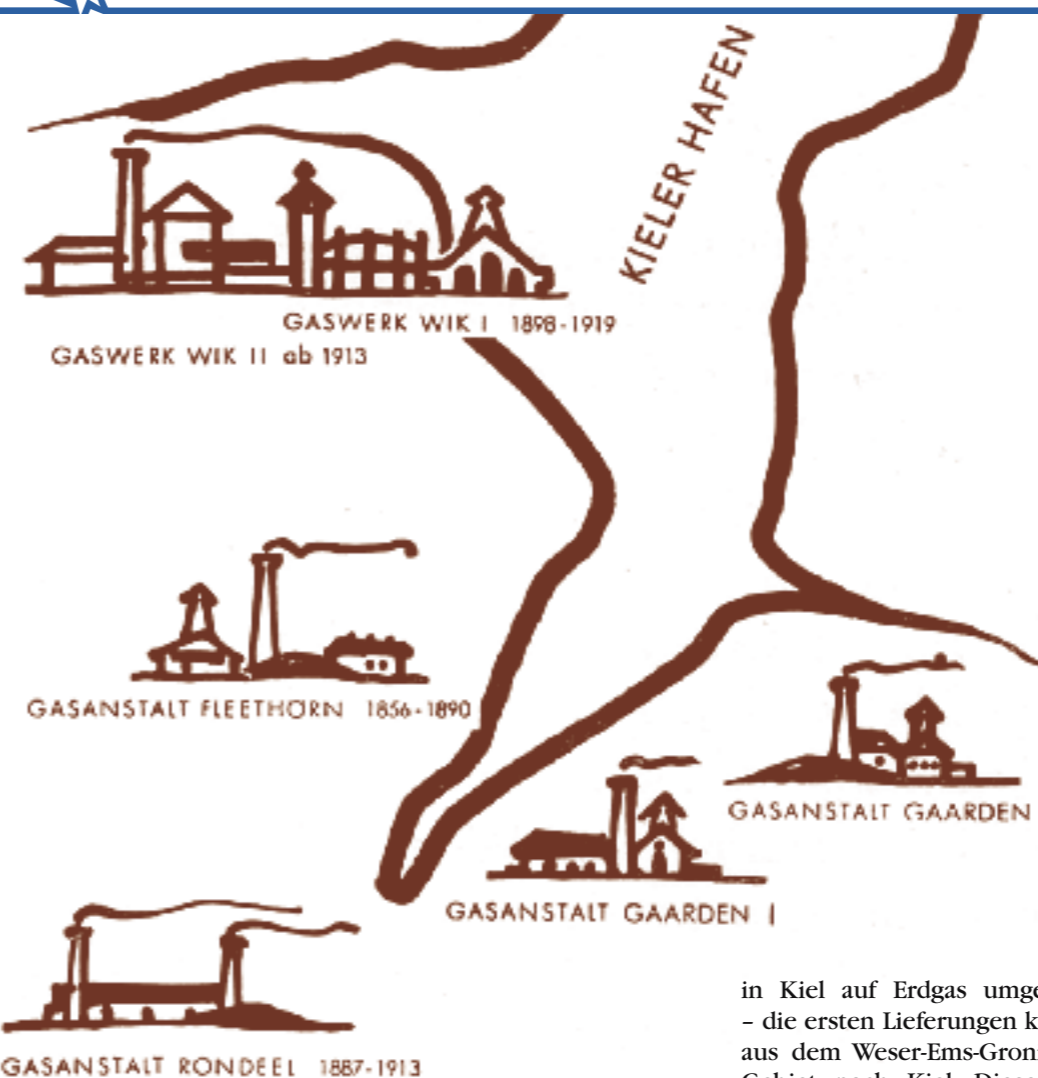 KIELER HAFEN
GASWERK WIK I 1898-1919
GASWERK WIK II ab 1913
GASANSTALT FLEETHÖRN 1856-1890
GASANSTALT GAARDEN
GASANSTALT GAARDEN I
GASANSTALT RONDEEL 1887-1913
in Kiel auf Erdgas umge
– die ersten Lieferungen k
aus dem Weser-Ems-Gron